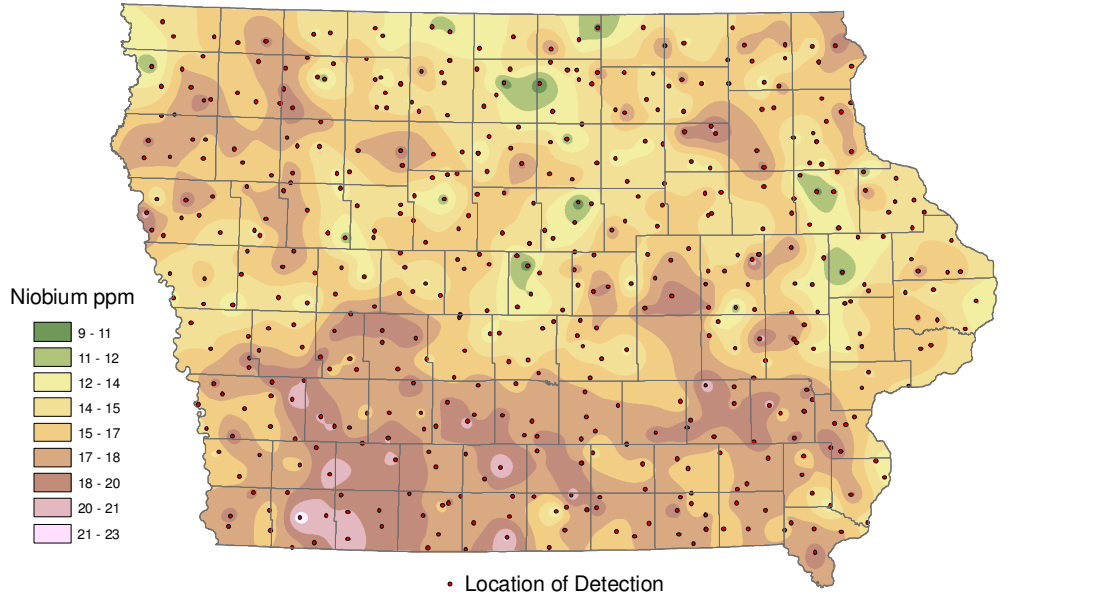 Niobium ppm
9 - 11
11 - 12
12 - 14
14 - 15
15 - 17
17 - 18
18 - 20
20 - 21
21 - 23
Location of Detection